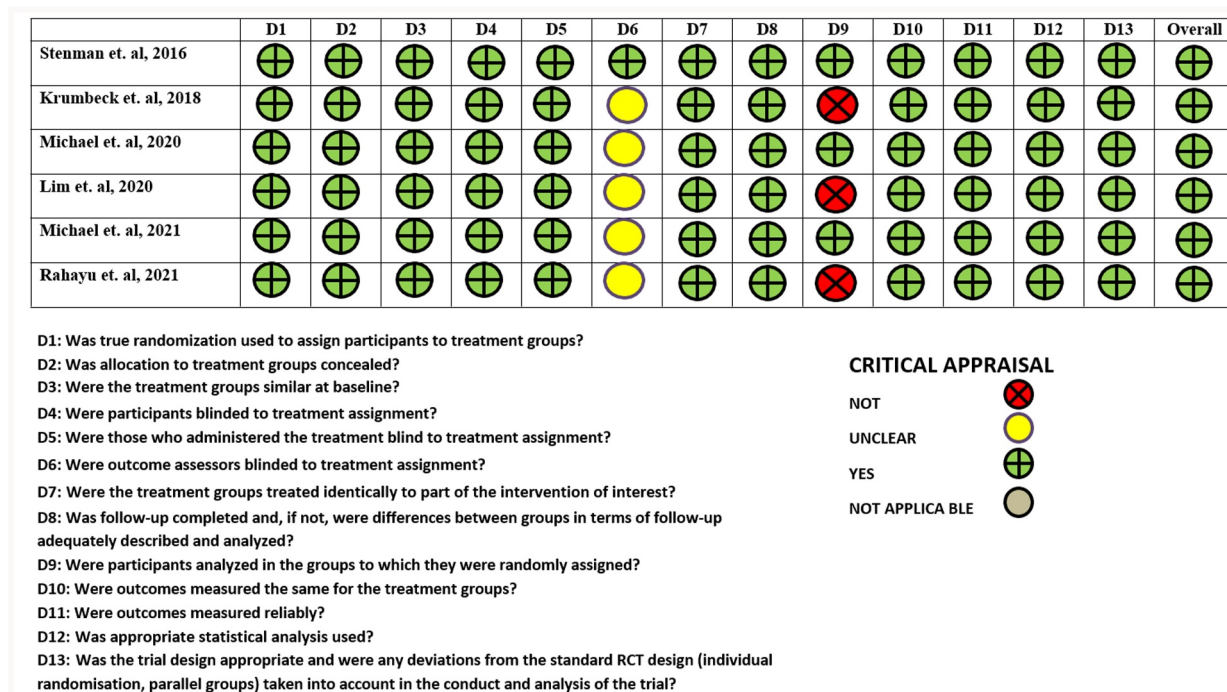 D1 D2 D3 D4 D5 D6 D7 D8 D9 D10 D11 D12 D13 Overall
Stenman et. al, 2016
Krumbeck et. al, 2018
Michael et. al, 2020
Lim et. al, 2020
Michael et. al, 2021
Rahayu et. al, 2021
D1: Was true randomization used to assign participants to treatment groups?
D2: Was allocation to treatment groups concealed?
D3: Were the treatment groups similar at baseline?
D4: Were participants blinded to treatment assignment?
D5: Were those who administered the treatment blind to treatment assignment?
D6: Were outcome assessors blinded to treatment assignment?
D7: Were the treatment groups treated identically to part of the intervention of interest?
D8: Was follow-up completed and, if not, were differences between groups in terms of follow-up
adequately described and analyzed?
D9: Were participants analyzed in the groups to which they were randomly assigned?
D10: Were outcomes measured the same for the treatment groups?
D11: Were outcomes measured reliably?
D12: Was appropriate statistical analysis used?
D13: Was the trial design appropriate and were any deviations from the standard RCT design (individual
randomisation, parallel groups) taken into account in the conduct and analysis of the trial?
CRITICAL APPRAISAL
NOT
UNCLEAR
YES
NOT APPLICA BLE